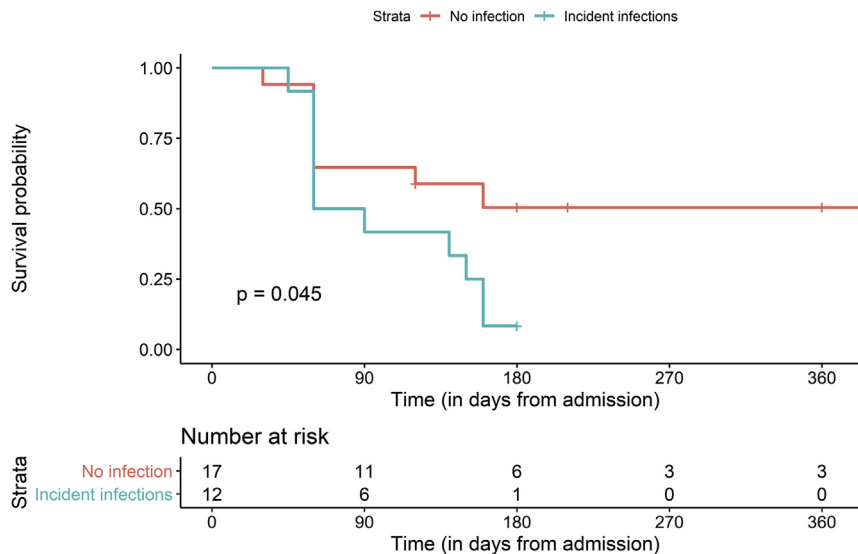 Strata No infection Incident infections
1.00
0.75
0.50
0.25
0.00
Survival probability
p = 0.045
0 90 180 270 360
Time (in days from admission)
Number at risk
Strata
No infection 17 11 6 3 3
Incident infections 12 6 1 0 0
0 90 180 270 360
Time (in days from admission)